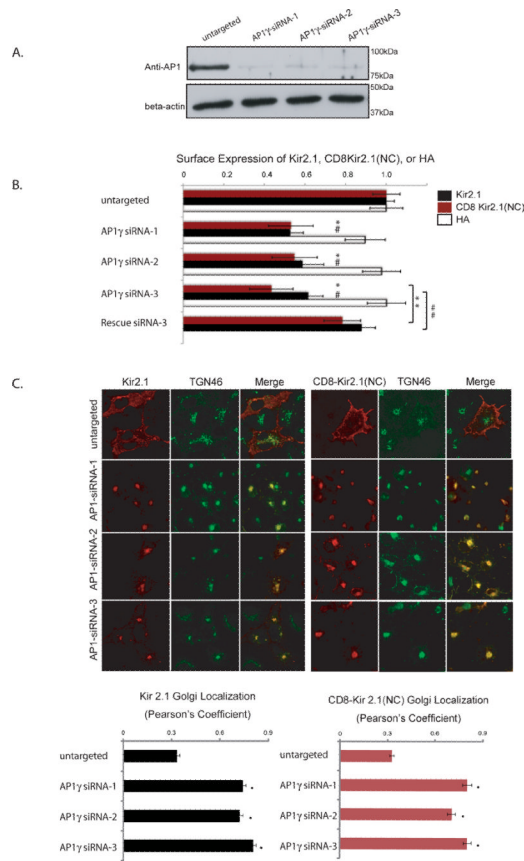 A.
untargeted
AP1γ-siRNA-1
AP1γ-siRNA-2
AP1γ-siRNA-3
Anti-AP1
100kDa
75kDa
beta-actin
50kDa
37kDa
B.
Surface Expression of Kir2.1, CD8Kir2.1(NC), or HA
0 0.2 0.4 0.6 0.8 1.0
Kir2.1
CD8 Kir2.1(NC)
HA
untargeted
AP1γ siRNA-1
*
#
AP1γ siRNA-2
*
#
AP1γ siRNA-3
*
#
Rescue siRNA-3
**
##
C.
Kir2.1 TGN46 Merge CD8-Kir2.1(NC) TGN46 Merge
untargeted
AP1-siRNA-1
AP1-siRNA-2
AP1-siRNA-3
Kir 2.1 Golgi Localization
(Pearson's Coefficient)
0 0.3 0.6 0.9
untargeted
AP1γ siRNA-1 *
AP1γ siRNA-2 *
AP1γ siRNA-3 *
CD8-Kir 2.1(NC) Golgi Localization
(Pearson's Coefficient)
0 0.3 0.6 0.9
untargeted
AP1γ siRNA-1 *
AP1γ siRNA-2 *
AP1γ siRNA-3 *